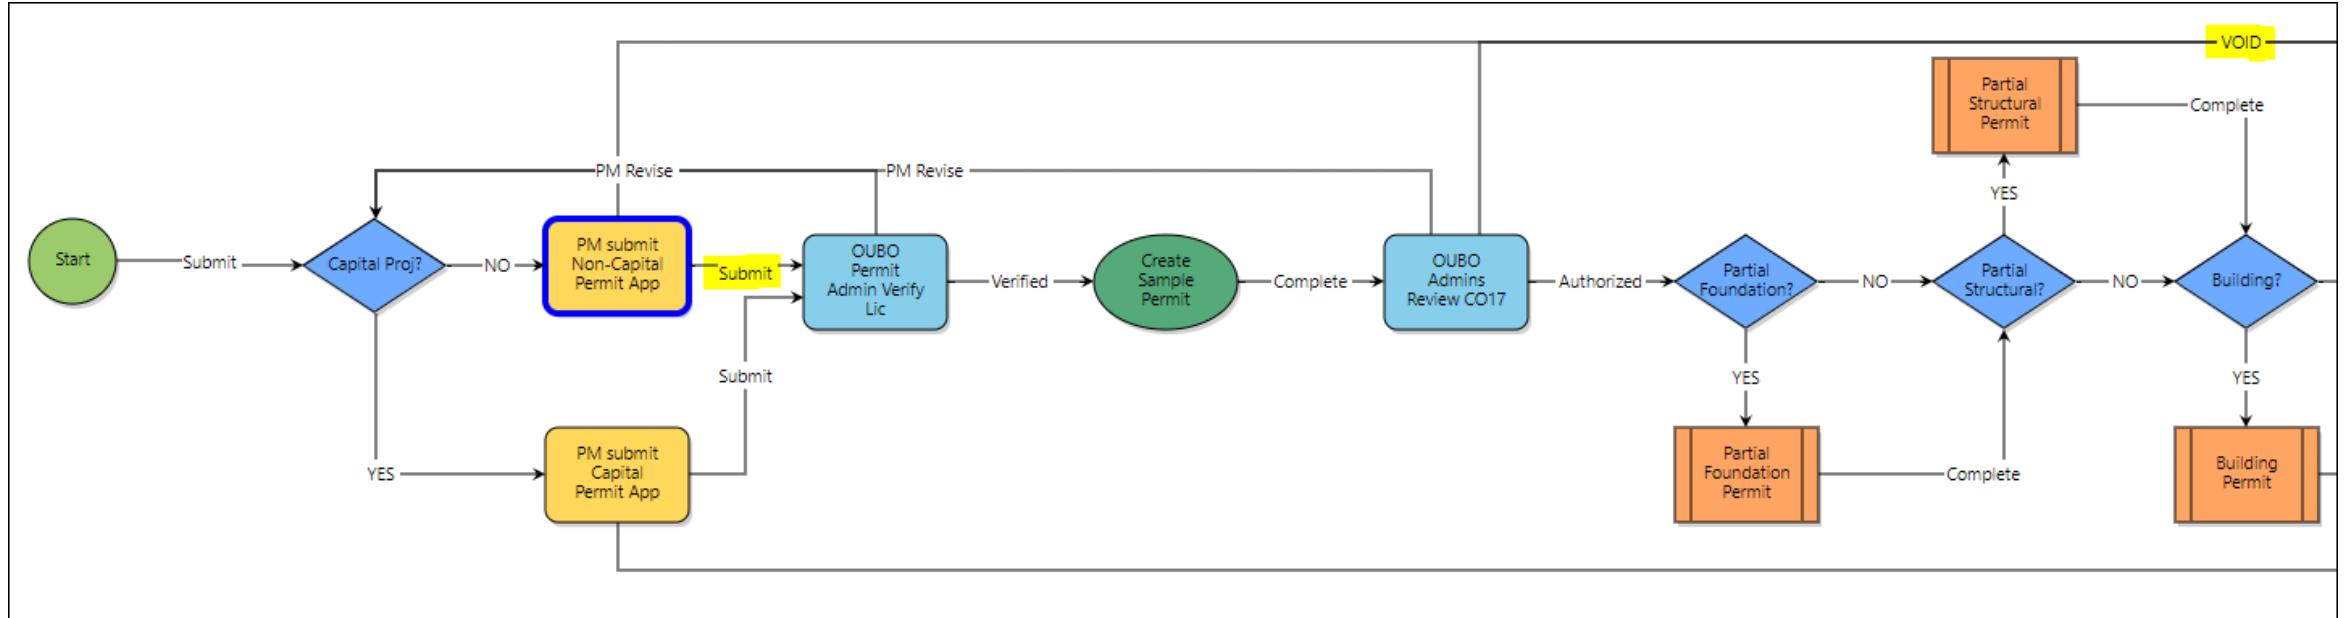 VOID
Partial
Structural
Permit
Complete
PM Revise
PM Revise
YES
Start
Submit
Capital Proj?
NO
PM submit
Non-Capital
Permit App
Submit
OUBO
Permit
Admin Verify
Lic
Verified
Create
Sample
Permit
Complete
OUBO
Admins
Review CO17
Authorized
Partial
Foundation?
NO
Partial
Structural?
NO
Building?
Submit
YES
YES
YES
PM submit
Capital
Permit App
Partial
Foundation
Permit
Complete
Building
Permit